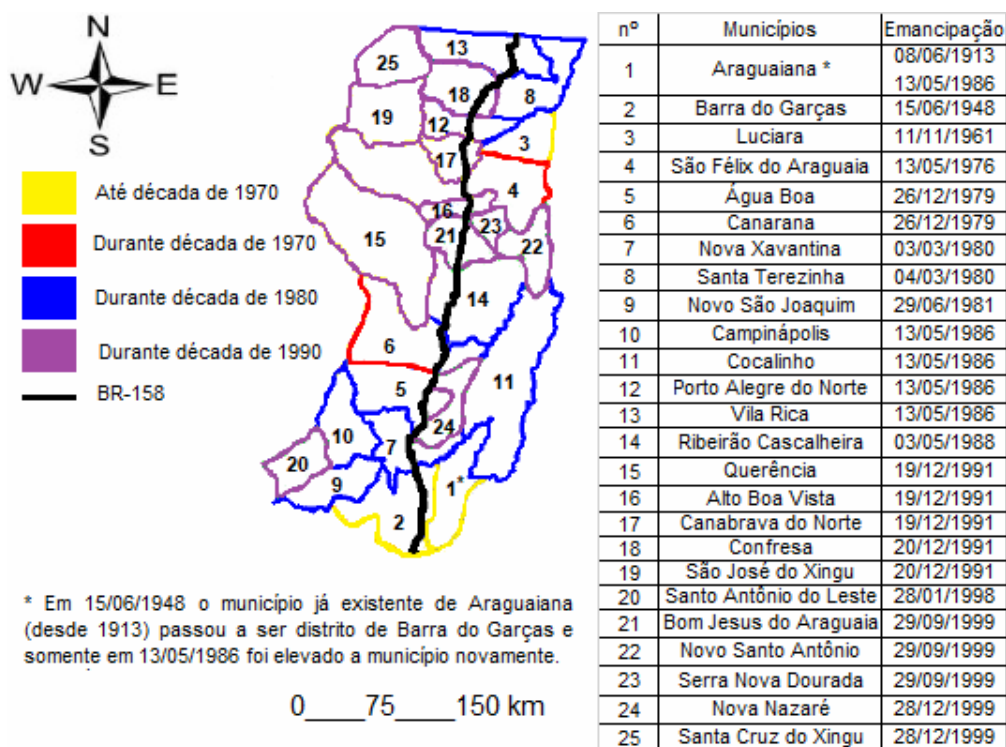 N
W E
S
Até década de 1970
Durante década de 1970
Durante década de 1980
Durante década de 1990
BR-158
25
13
18
8
19
12
3
17
4
16
23
15
21
22
14
6
5
11
24
10
7
20
9
1*
2
* Em 15/06/1948 o município já existente de Araguaiana
(desde 1913) passou a ser distrito de Barra do Garças e
somente em 13/05/1986 foi elevado a município novamente.
0____75____150 km
nº Municípios Emancipação
1 Araguaiana * 08/06/1913
13/05/1986
2 Barra do Garças 15/06/1948
3 Luciara 11/11/1961
4 São Félix do Araguaia 13/05/1976
5 Água Boa 26/12/1979
6 Canarana 26/12/1979
7 Nova Xavantina 03/03/1980
8 Santa Terezinha 04/03/1980
9 Novo São Joaquim 29/06/1981
10 Campinápolis 13/05/1986
11 Cocalinho 13/05/1986
12 Porto Alegre do Norte 13/05/1986
13 Vila Rica 13/05/1986
14 Ribeirão Cascalheira 03/05/1988
15 Querência 19/12/1991
16 Alto Boa Vista 19/12/1991
17 Canabrava do Norte 19/12/1991
18 Confresa 20/12/1991
19 São José do Xingu 20/12/1991
20 Santo Antônio do Leste 28/01/1998
21 Bom Jesus do Araguaia 29/09/1999
22 Novo Santo Antônio 29/09/1999
23 Serra Nova Dourada 29/09/1999
24 Nova Nazaré 28/12/1999
25 Santa Cruz do Xingu 28/12/1999